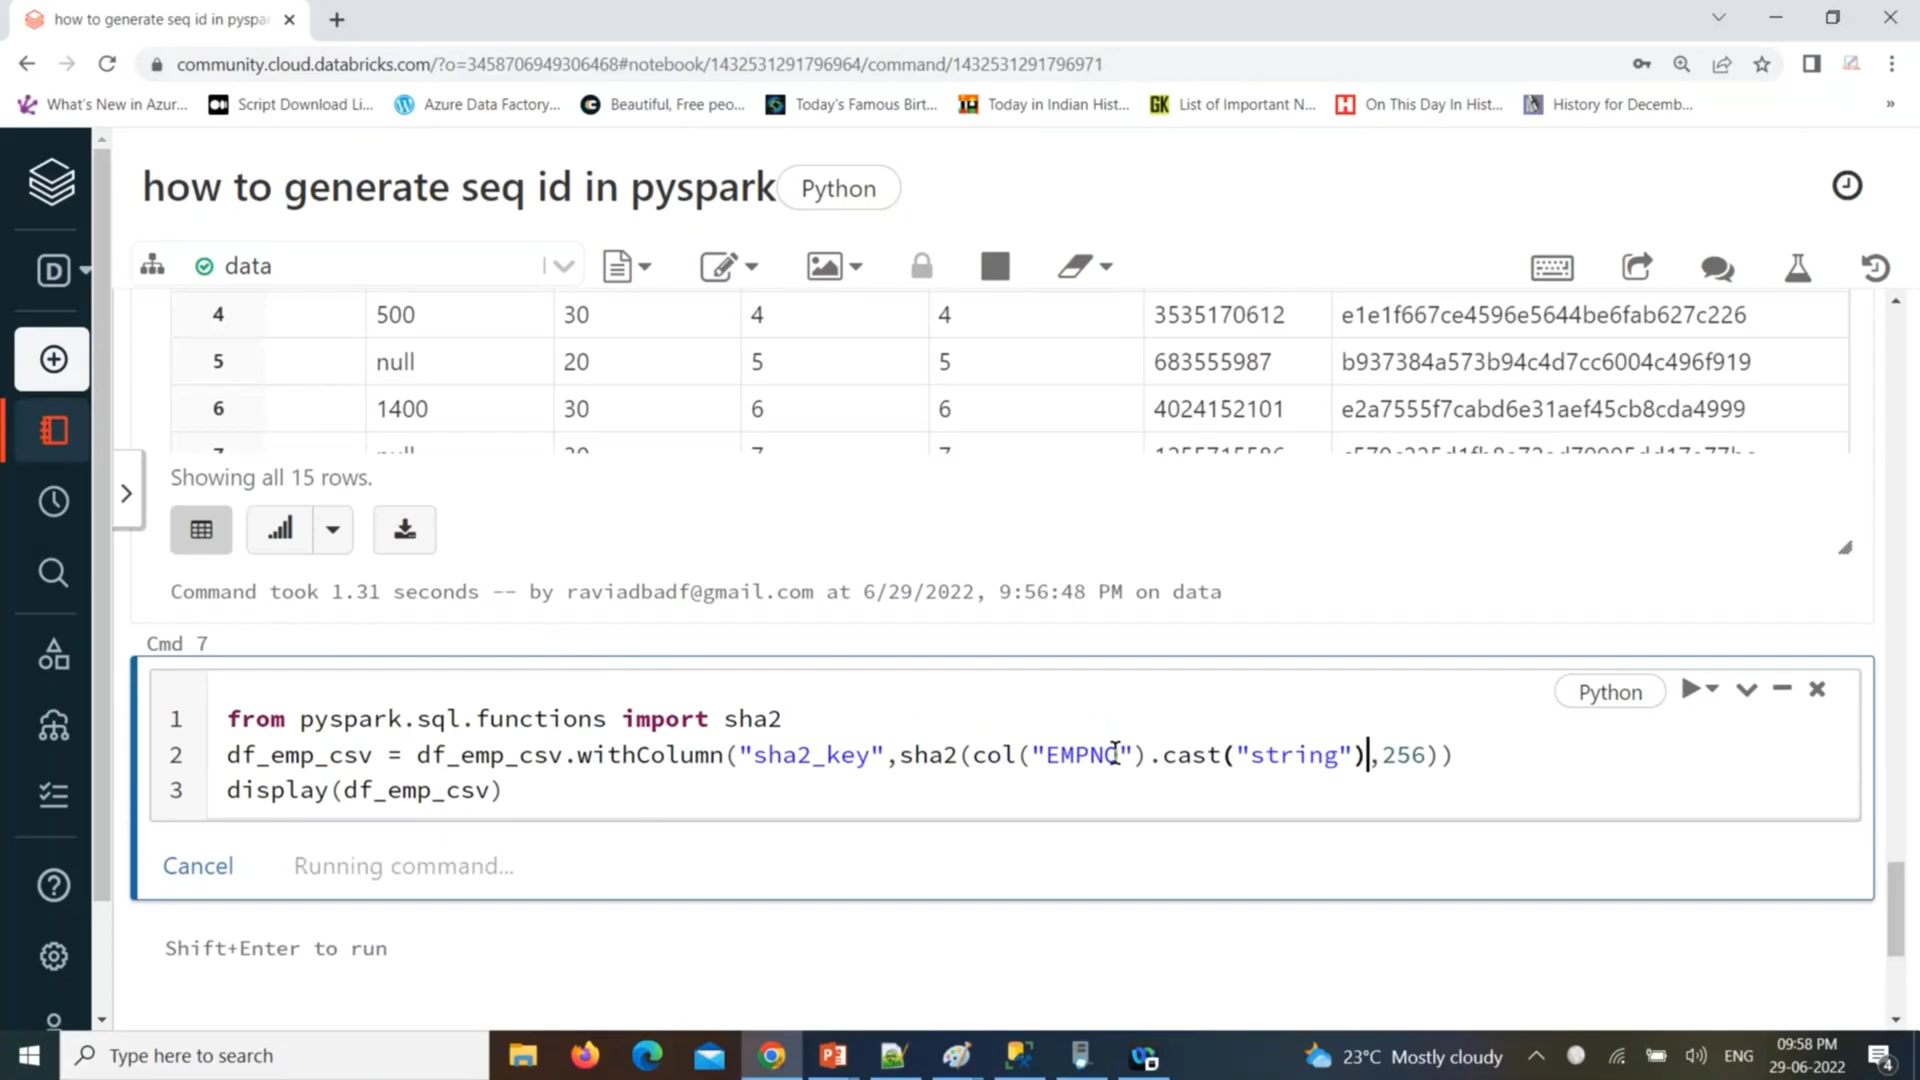 how to generate seq id in pyspa
community.cloud.databricks.com/?o=3458706949306468#notebook/1432531291796964/command/1432531291796971
What's New in Azur... Script Download Li... Azure Data Factory... Beautiful, Free peo... Today's Famous Birt... Today in Indian Hist... GK List of Important N... H On This Day In Hist... History for Decemb... »
how to generate seq id in pyspark Python
D data
4 500 30 4 4 3535170612 e1e1f667ce4596e5644be6fab627c226
5 null 20 5 5 683555987 b937384a573b94c4d7cc6004c496f919
6 1400 30 6 6 4024152101 e2a7555f7cabd6e31aef45cb8cda4999
Showing all 15 rows.
Command took 1.31 seconds -- by raviadbadf@gmail.com at 6/29/2022, 9:56:48 PM on data
Cmd 7
Python
1 from pyspark.sql.functions import sha2
2 df_emp_csv = df_emp_csv.withColumn("sha2_key",sha2(col("EMPNO").cast("string"),256))
3 display(df_emp_csv)
Cancel Running command...
Shift+Enter to run
Type here to search
23°C Mostly cloudy
ENG
09:58 PM
29-06-2022
4